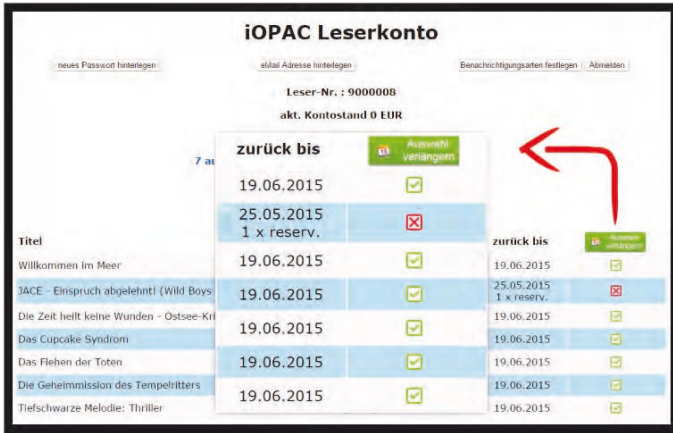 iOPAC Leserkonto
neues Passwort hinterlegen eMail Adresse hinterlegen Benachrichtigungsarten festlegen Abmelden
Leser-Nr. : 9000008
akt. Kontostand 0 EUR
7 au
zurück bis Auswahl verlängern
19.06.2015
25.05.2015
1 x reserv.
19.06.2015
19.06.2015
19.06.2015
19.06.2015
19.06.2015
Titel zurück bis Auswahl verlängern
Willkommen im Meer 19.06.2015
JACE - Einspruch abgelehnt! (Wild Boys 25.05.2015
1 x reserv.
Die Zeit heilt keine Wunden - Ostsee-Kri 19.06.2015
Das Cupcake Syndrom 19.06.2015
Das Flehen der Toten 19.06.2015
Die Geheimmission des Tempelritters 19.06.2015
Tiefschwarze Melodie: Thriller 19.06.2015